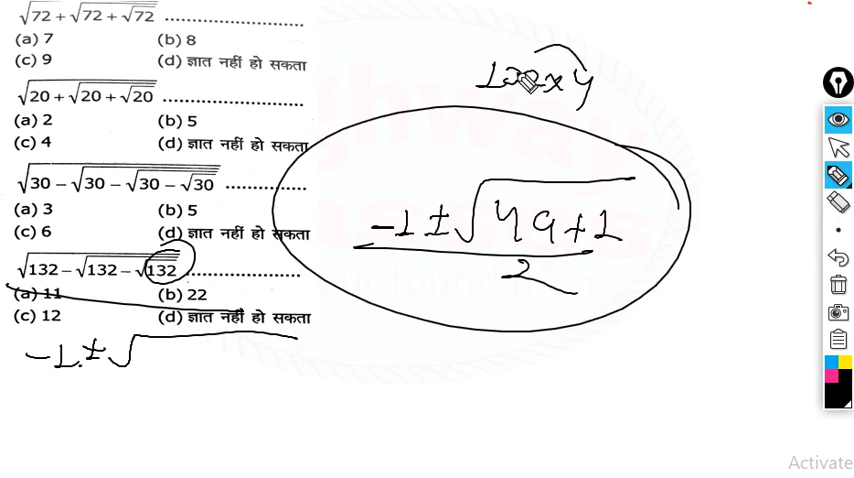 √72 + √72 + √72 ..............................
(a) 7 (b) 8
(c) 9 (d) ज्ञात नहीं हो सकता
√20 + √20 + √20 ..............................
(a) 2 (b) 5
(c) 4 (d) ज्ञात नहीं हो सकता
√30 − √30 − √30 − √30 .................
(a) 3 (b) 5
(c) 6 (d) ज्ञात नहीं हो सकता
√132 − √132 − √132 ........................
(a) 11 (b) 22
(c) 12 (d) ज्ञात नहीं हो सकता
-1 ± √
-1 ± √4a+1
2
Activate